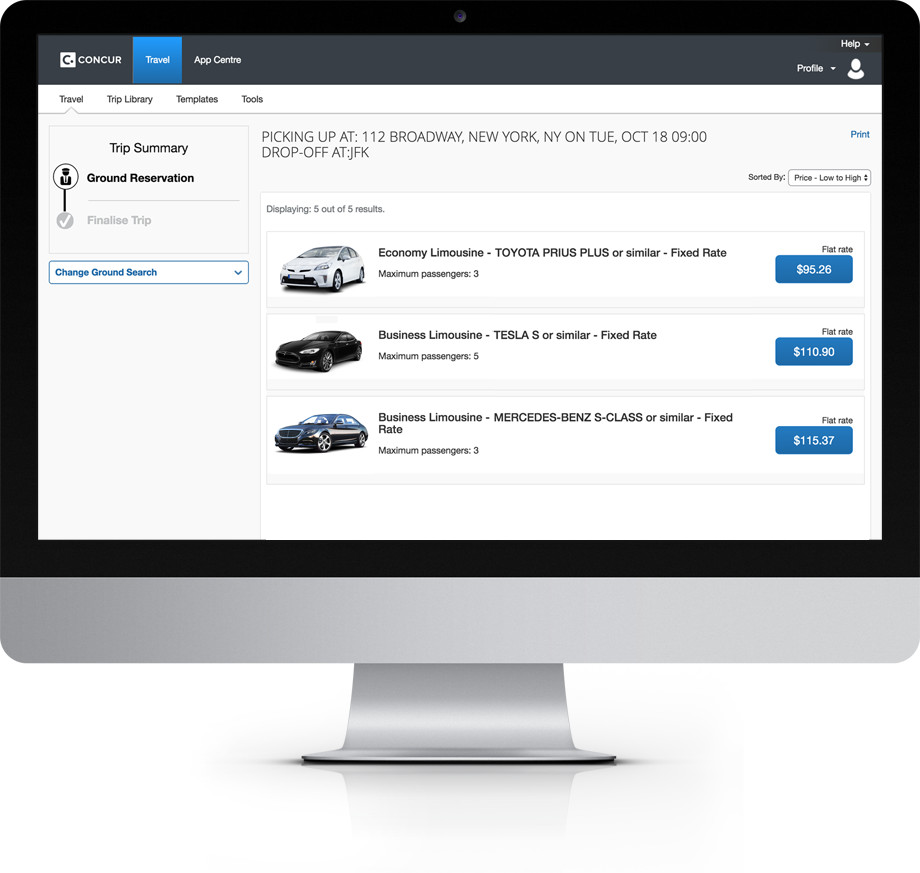 Help
CONCUR
Travel
App Centre
Profile
Travel
Trip Library
Templates
Tools
Trip Summary
Ground Reservation
Finalise Trip
Change Ground Search
PICKING UP AT: 112 BROADWAY, NEW YORK, NY ON TUE, OCT 18 09:00
DROP-OFF AT:JFK
Print
Sorted By: Price - Low to High
Displaying: 5 out of 5 results.
Economy Limousine - TOYOTA PRIUS PLUS or similar - Fixed Rate
Maximum passengers: 3
Flat rate
$95.26
Business Limousine - TESLA S or similar - Fixed Rate
Maximum passengers: 5
Flat rate
$110.90
Business Limousine - MERCEDES-BENZ S-CLASS or similar - Fixed
Rate
Maximum passengers: 3
Flat rate
$115.37